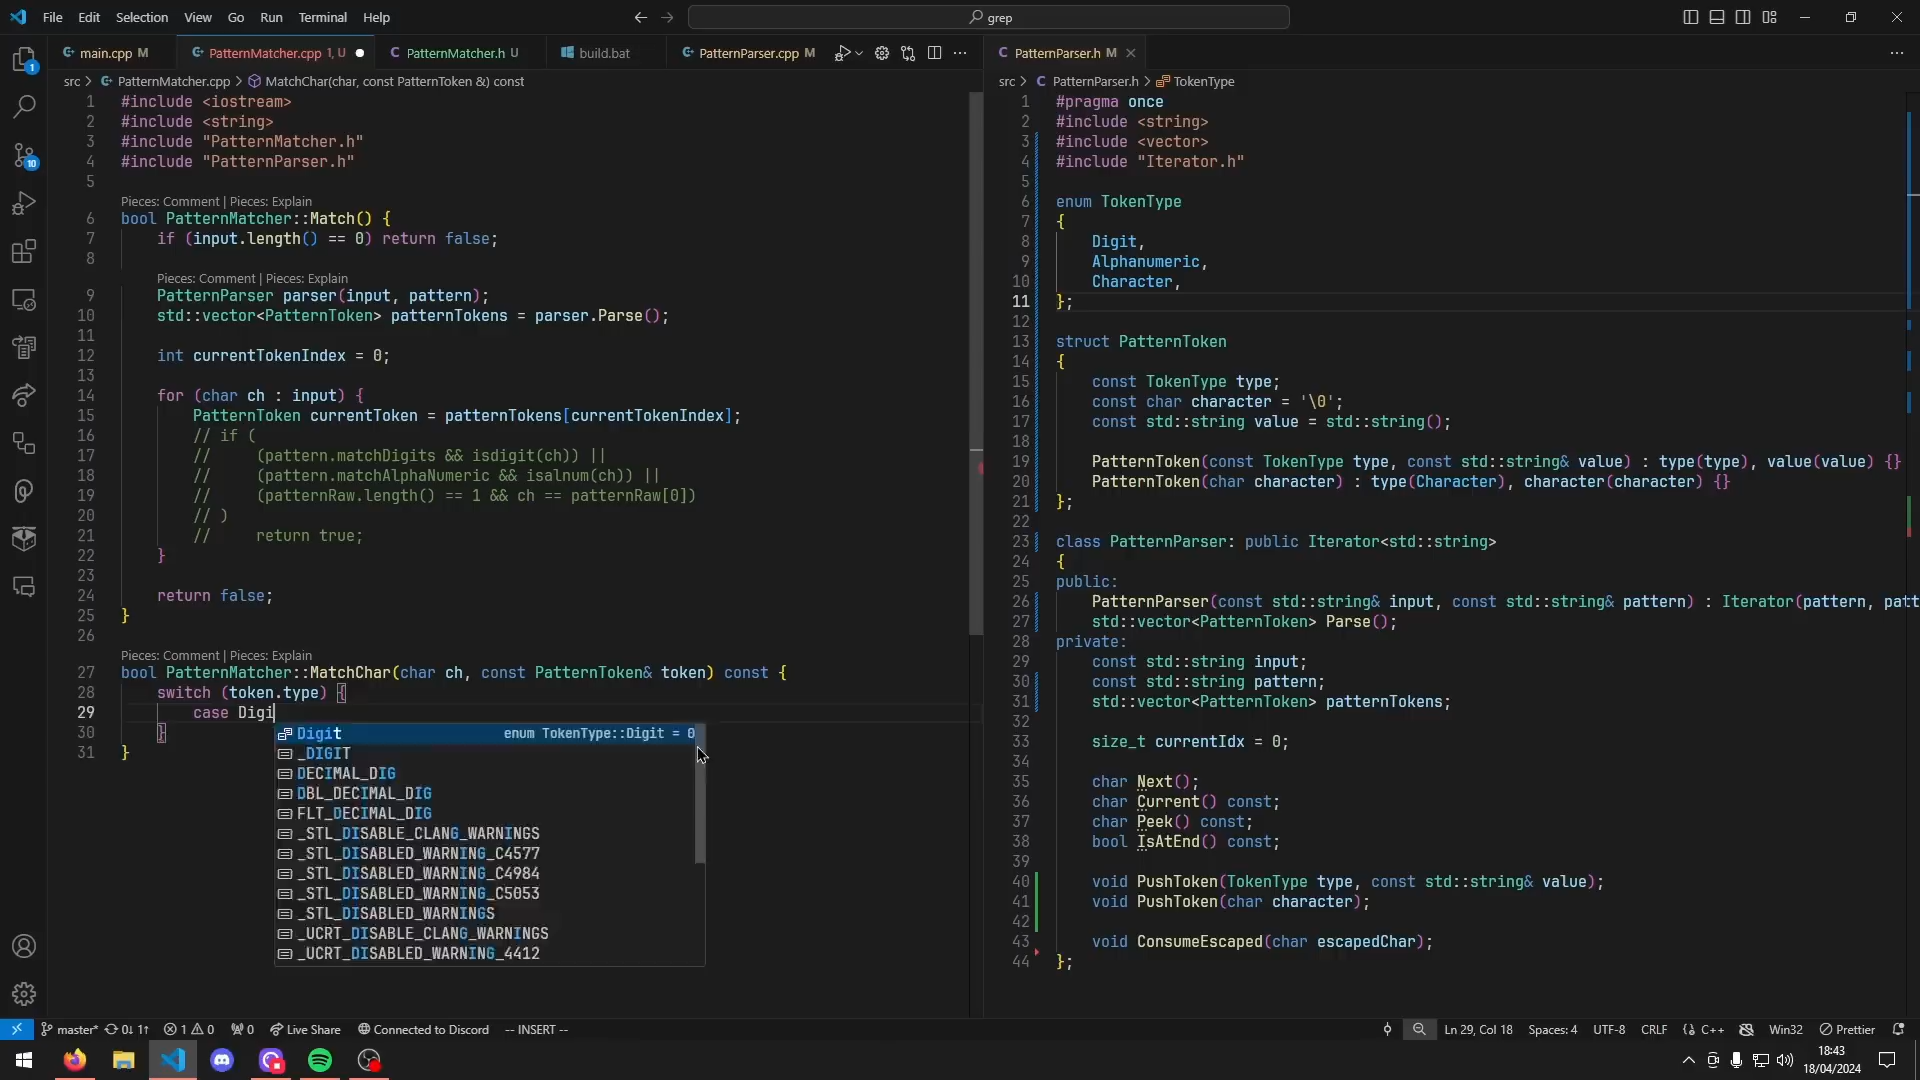 File Edit Selection View Go Run Terminal Help
grep
main.cpp M
PatternMatcher.cpp 1, U
PatternMatcher.h U
build.bat
PatternParser.cpp M
PatternParser.h M
src > PatternMatcher.cpp > MatchChar(char, const PatternToken &) const
1 #include <iostream>
2 #include <string>
3 #include "PatternMatcher.h"
4 #include "PatternParser.h"
5
Pieces: Comment | Pieces: Explain
6 bool PatternMatcher::Match() {
7 if (input.length() == 0) return false;
8
Pieces: Comment | Pieces: Explain
9 PatternParser parser(input, pattern);
10 std::vector<PatternToken> patternTokens = parser.Parse();
11
12 int currentTokenIndex = 0;
13
14 for (char ch : input) {
15 PatternToken currentToken = patternTokens[currentTokenIndex];
16 // if (
17 // (pattern.matchDigits && isdigit(ch)) ||
18 // (pattern.matchAlphaNumeric && isalnum(ch)) ||
19 // (patternRaw.length() == 1 && ch == patternRaw[0])
20 // )
21 // return true;
22 }
23
24 return false;
25 }
26
Pieces: Comment | Pieces: Explain
27 bool PatternMatcher::MatchChar(char ch, const PatternToken& token) const {
28 switch (token.type) {
29 case Digi
30 }
31 }
Digit enum TokenType::Digit = 0
_DIGIT
DECIMAL_DIG
DBL_DECIMAL_DIG
FLT_DECIMAL_DIG
_STL_DISABLE_CLANG_WARNINGS
_STL_DISABLED_WARNING_C4577
_STL_DISABLED_WARNING_C4984
_STL_DISABLED_WARNING_C5053
_STL_DISABLED_WARNINGS
_UCRT_DISABLE_CLANG_WARNINGS
_UCRT_DISABLED_WARNING_4412
src > PatternParser.h > TokenType
1 #pragma once
2 #include <string>
3 #include <vector>
4 #include "Iterator.h"
5
6 enum TokenType
7 {
8 Digit,
9 Alphanumeric,
10 Character,
11 };
12
13 struct PatternToken
14 {
15 const TokenType type;
16 const char character = '\0';
17 const std::string value = std::string();
18
19 PatternToken(const TokenType type, const std::string& value) : type(type), value(value) {}
20 PatternToken(char character) : type(Character), character(character) {}
21 };
22
23 class PatternParser: public Iterator<std::string>
24 {
25 public:
26 PatternParser(const std::string& input, const std::string& pattern) : Iterator(pattern, patt
27 std::vector<PatternToken> Parse();
28 private:
29 const std::string input;
30 const std::string pattern;
31 std::vector<PatternToken> patternTokens;
32
33 size_t currentIdx = 0;
34
35 char Next();
36 char Current() const;
37 char Peek() const;
38 bool IsAtEnd() const;
39
40 void PushToken(TokenType type, const std::string& value);
41 void PushToken(char character);
42
43 void ConsumeEscaped(char escapedChar);
44 };
1
10
master* 0↓ 1↑ 1 0 0 Live Share Connected to Discord -- INSERT -- Ln 29, Col 18 Spaces: 4 UTF-8 CRLF C++ Win32 Prettier
18:43
18/04/2024